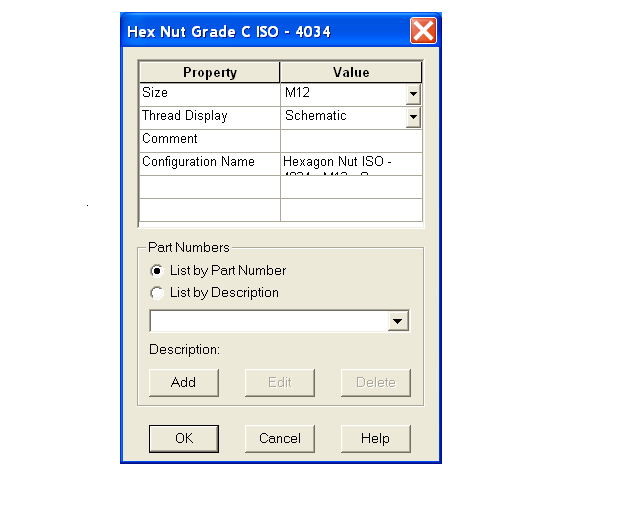 Hex Nut Grade C ISO - 4034
Property Value
Size M12
Thread Display Schematic
Comment
Configuration Name Hexagon Nut ISO -
Part Numbers
List by Part Number
List by Description
Description:
Add Edit Delete
OK Cancel Help